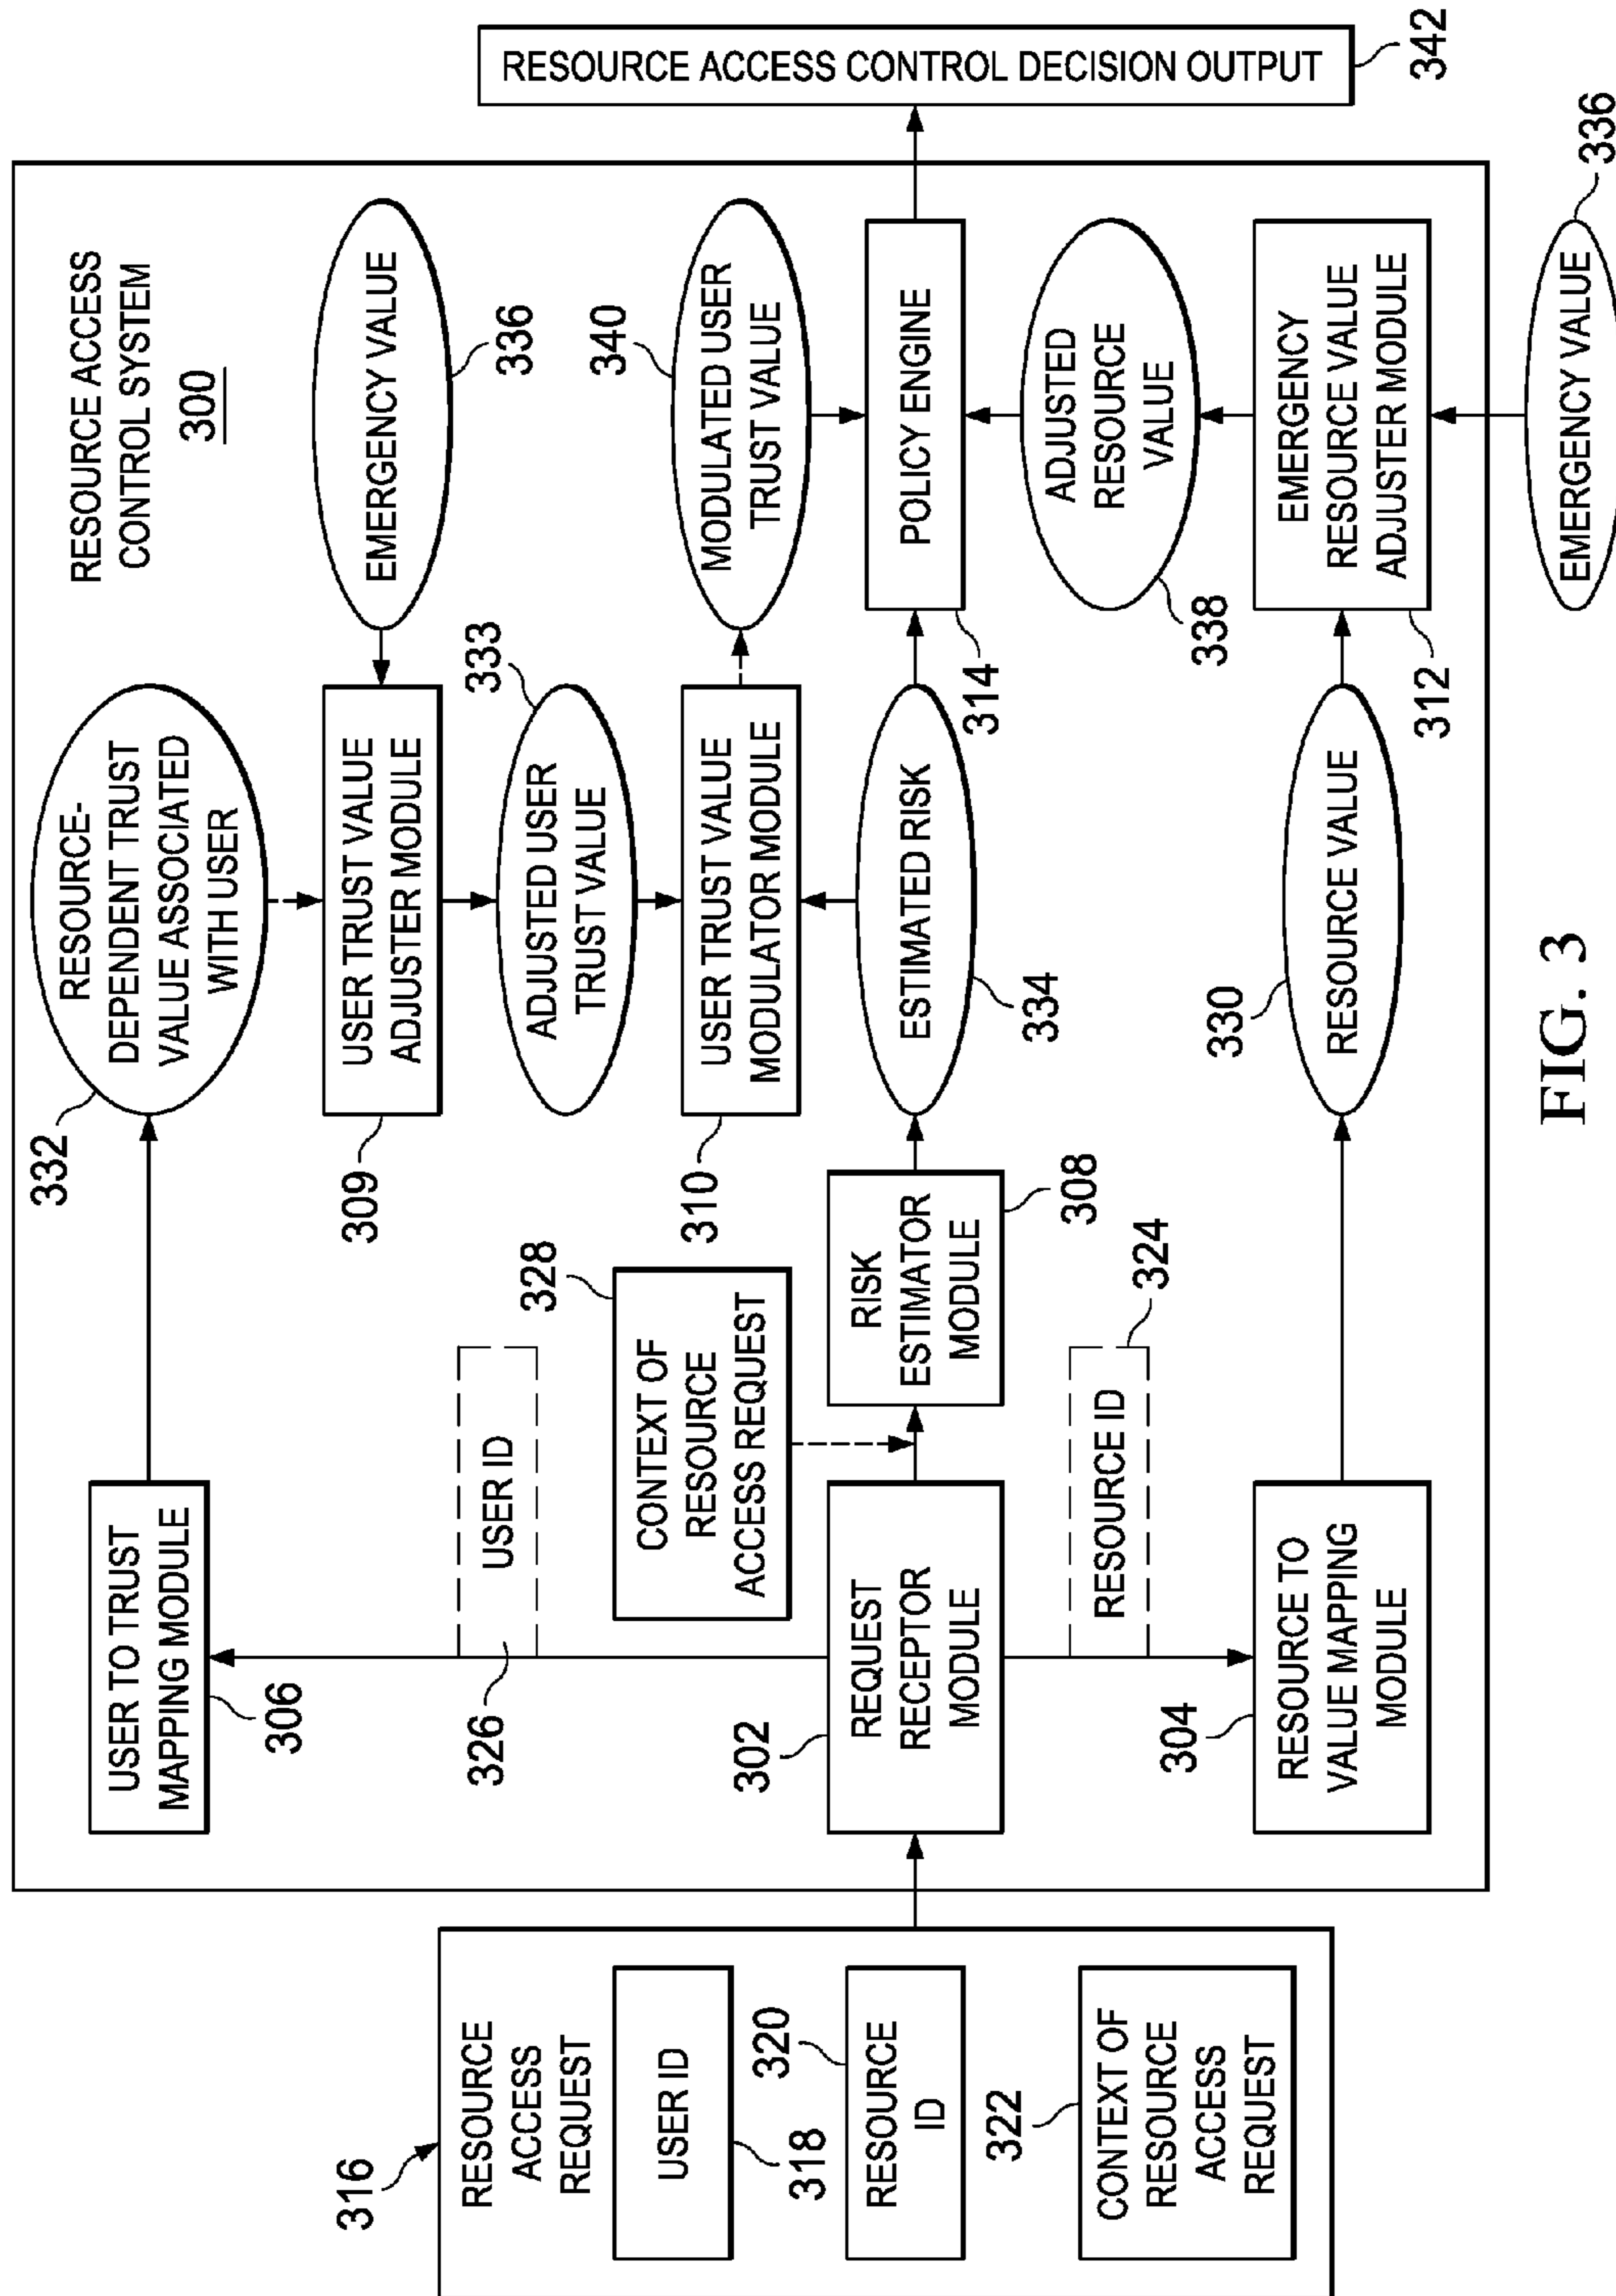 RESOURCE ACCESS
CONTROL SYSTEM
300
316
RESOURCE
ACCESS
REQUEST
USER ID
318
320
RESOURCE
ID
322
CONTEXT OF
RESOURCE
ACCESS
REQUEST
USER TO TRUST
MAPPING MODULE
306
326
USER ID
328
CONTEXT OF
RESOURCE
ACCESS REQUEST
302
REQUEST
RECEPTOR
MODULE
RISK
ESTIMATOR
MODULE
308
RESOURCE ID
324
304
RESOURCE TO
VALUE MAPPING
MODULE
332
RESOURCE-
DEPENDENT TRUST
VALUE ASSOCIATED
WITH USER
USER TRUST VALUE
ADJUSTER MODULE
309
333
ADJUSTED USER
TRUST VALUE
310
USER TRUST VALUE
MODULATOR MODULE
ESTIMATED RISK
334
330
RESOURCE VALUE
EMERGENCY VALUE
336
340
MODULATED USER
TRUST VALUE
POLICY ENGINE
314
ADJUSTED
RESOURCE
VALUE
338
EMERGENCY
RESOURCE VALUE
ADJUSTER MODULE
312
EMERGENCY VALUE
336
RESOURCE ACCESS CONTROL DECISION OUTPUT
342
FIG. 3